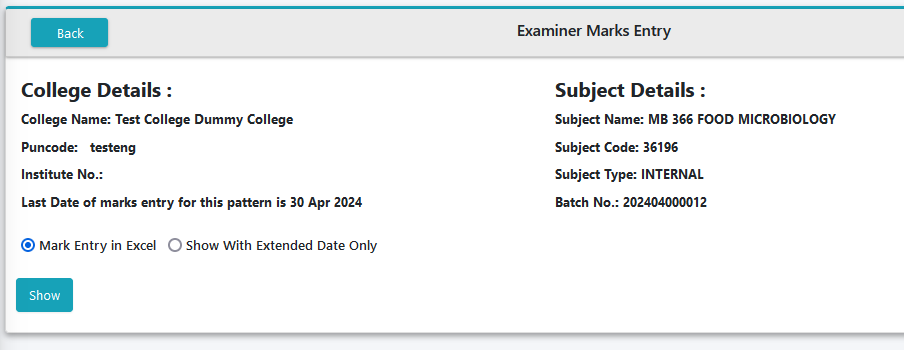 Back
Examiner Marks Entry
College Details :
College Name: Test College Dummy College
Puncode: testeng
Institute No.:
Last Date of marks entry for this pattern is 30 Apr 2024
Subject Details :
Subject Name: MB 366 FOOD MICROBIOLOGY
Subject Code: 36196
Subject Type: INTERNAL
Batch No.: 202404000012
Mark Entry in Excel Show With Extended Date Only
Show